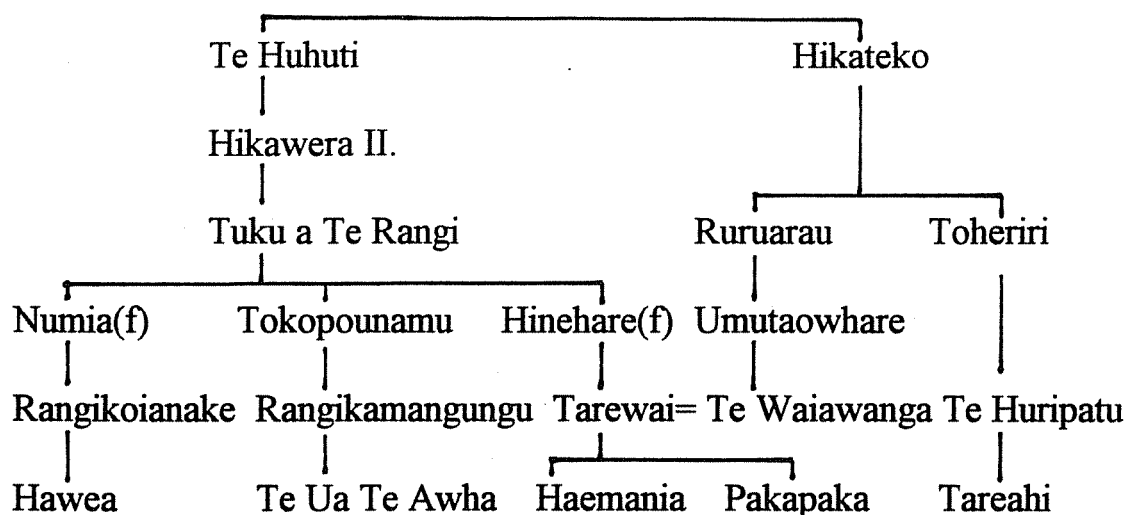 Te Huhuti Hikateko
Hikawera II.
Tuku a Te Rangi Ruruarau Toheriri
Numia(f) Tokopounamu Hinehare(f) Umutaowhare
Rangikoianake Rangikamangungu Tarewai= Te Waiawanga Te Huripatu
Hawea Te Ua Te Awha Haemania Pakapaka Tareahi